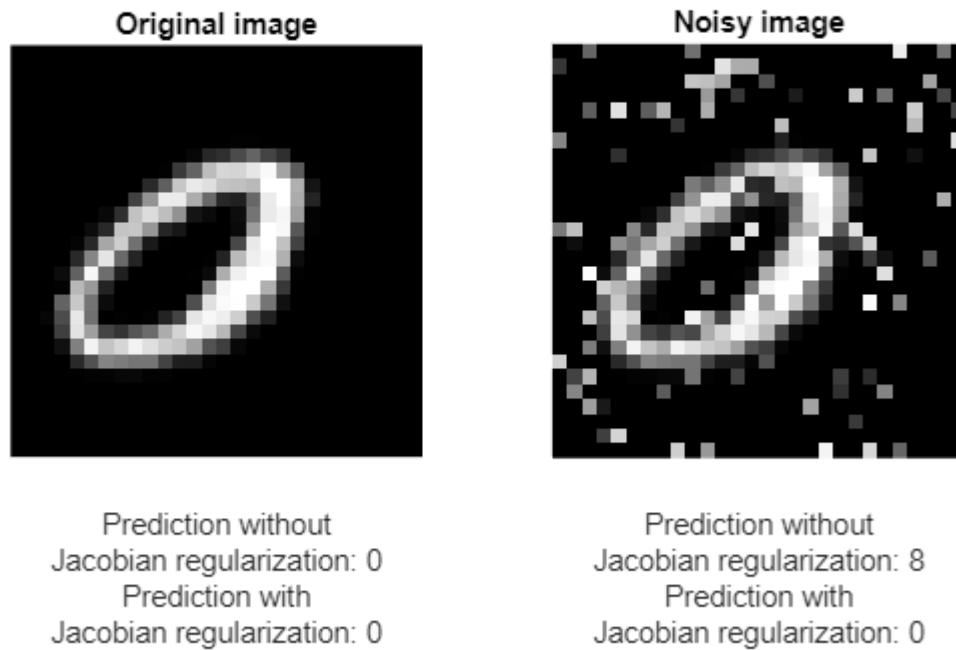 Original image
Prediction without
Jacobian regularization: 0
Prediction with
Jacobian regularization: 0
Noisy image
Prediction without
Jacobian regularization: 8
Prediction with
Jacobian regularization: 0